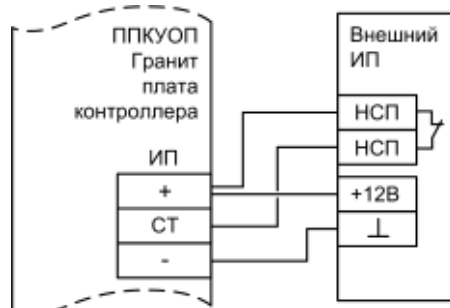 ППКУОП
Гранит
плата
контроллера
ИП
+
СТ
-
Внешний
ИП
НСП
НСП
+12В
⊥